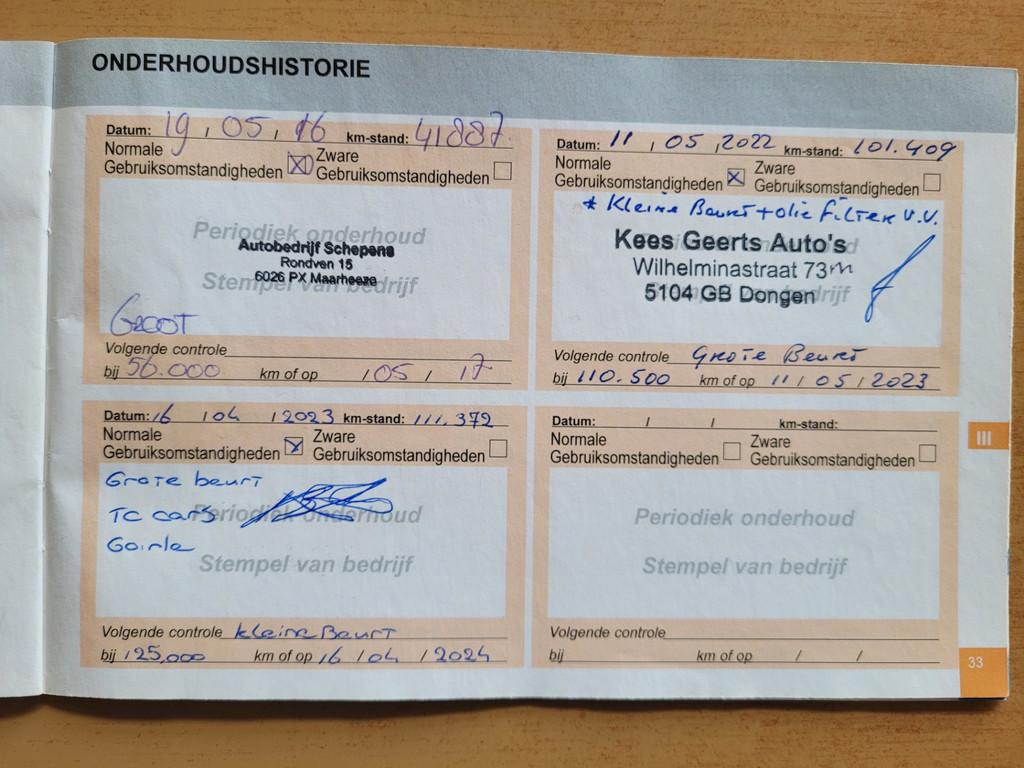 ONDERHOUDSHISTORIE
Datum: 19 / 05 / 16 km-stand: 41887
Normale Gebruiksomstandigheden ☒ Zware Gebruiksomstandigheden ☐
Periodiek onderhoud
Autobedrijf Schepens
Rondven 15
6026 PX Maarheeze
Stempel van bedrijf
GROOT
Volgende controle
bij 56.000 km of op / 05 / 17
Datum: 11 / 05 / 2022 km-stand: 101.409
Normale Gebruiksomstandigheden ☒ Zware Gebruiksomstandigheden ☐
* Kleine Beurt + olie filter V.V.
Kees Geerts Auto's
Wilhelminastraat 73m
5104 GB Dongen
Volgende controle Grote Beurt
bij 110.500 km of op 11 / 05 / 2023
Datum: 16 / 04 / 2023 km-stand: 111.372
Normale Gebruiksomstandigheden ☒ Zware Gebruiksomstandigheden ☐
Grote beurt
TC cars
Periodiek onderhoud
Goirle
Stempel van bedrijf
Volgende controle kleine Beurt
bij 125,000 km of op 16 / 04 / 2024
Datum: / / km-stand:
Normale Gebruiksomstandigheden ☐ Zware Gebruiksomstandigheden ☐
Periodiek onderhoud
Stempel van bedrijf
Volgende controle
bij km of op / /
III
33